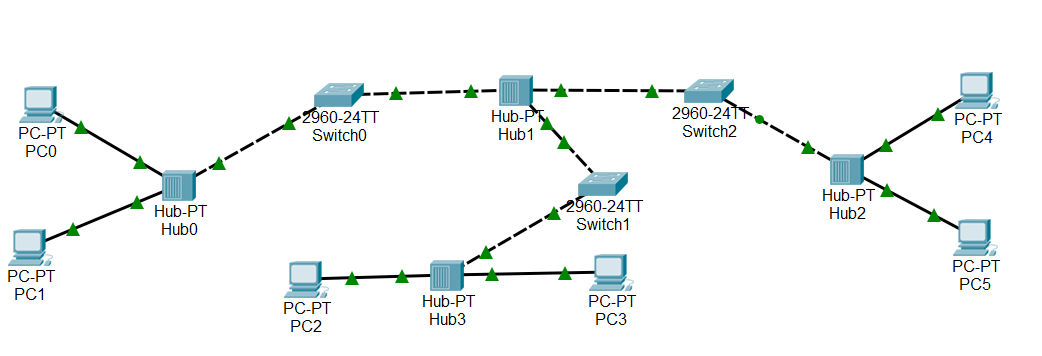 PC-PT
PC0
2960-24TT
Switch0
Hub-PT
Hub1
2960-24TT
Switch2
PC-PT
PC4
Hub-PT
Hub0
2960-24TT
Switch1
Hub-PT
Hub2
PC-PT
PC1
PC-PT
PC2
Hub-PT
Hub3
PC-PT
PC3
PC-PT
PC5